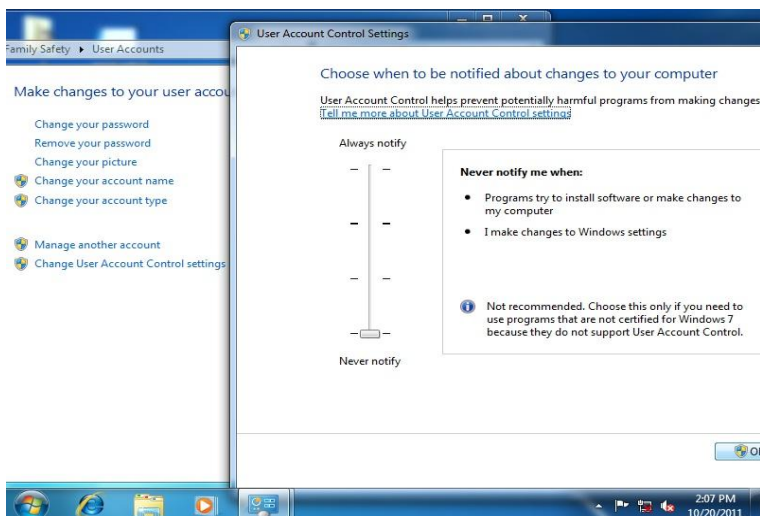 User Account Control Settings
Family Safety ▸ User Accounts
Make changes to your user accou
Change your password
Remove your password
Change your picture
Change your account name
Change your account type
Manage another account
Change User Account Control settings
Choose when to be notified about changes to your computer
User Account Control helps prevent potentially harmful programs from making changes
Tell me more about User Account Control settings
Always notify
Never notify
Never notify me when:
• Programs try to install software or make changes to
my computer
• I make changes to Windows settings
Not recommended. Choose this only if you need to
use programs that are not certified for Windows 7
because they do not support User Account Control.
2:07 PM
10/20/2011